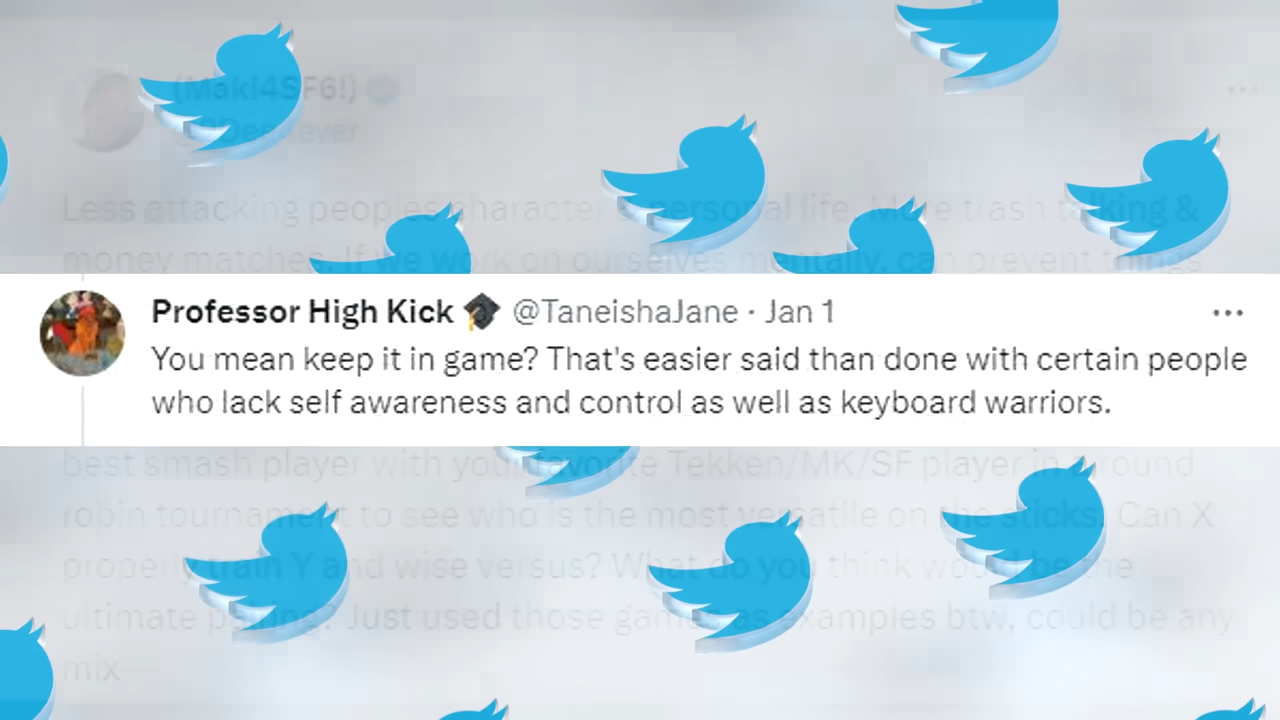 (Maki4SF6!)
ever
Less attacking peoples character & personal life. More trash talking &
money matches. If we work on ourselves mentally, can prevent things
Professor High Kick 🎓 @TaneishaJane · Jan 1
You mean keep it in game? That's easier said than done with certain people
who lack self awareness and control as well as keyboard warriors.
best smash player with your favorite Tekken/MK/SF player in a round
robin tournament to see who is the most versatile on the sticks. Can X
properly train Y and wise versus? What do you think would be the
ultimate pairing? Just used those games as examples btw, could be any
mix